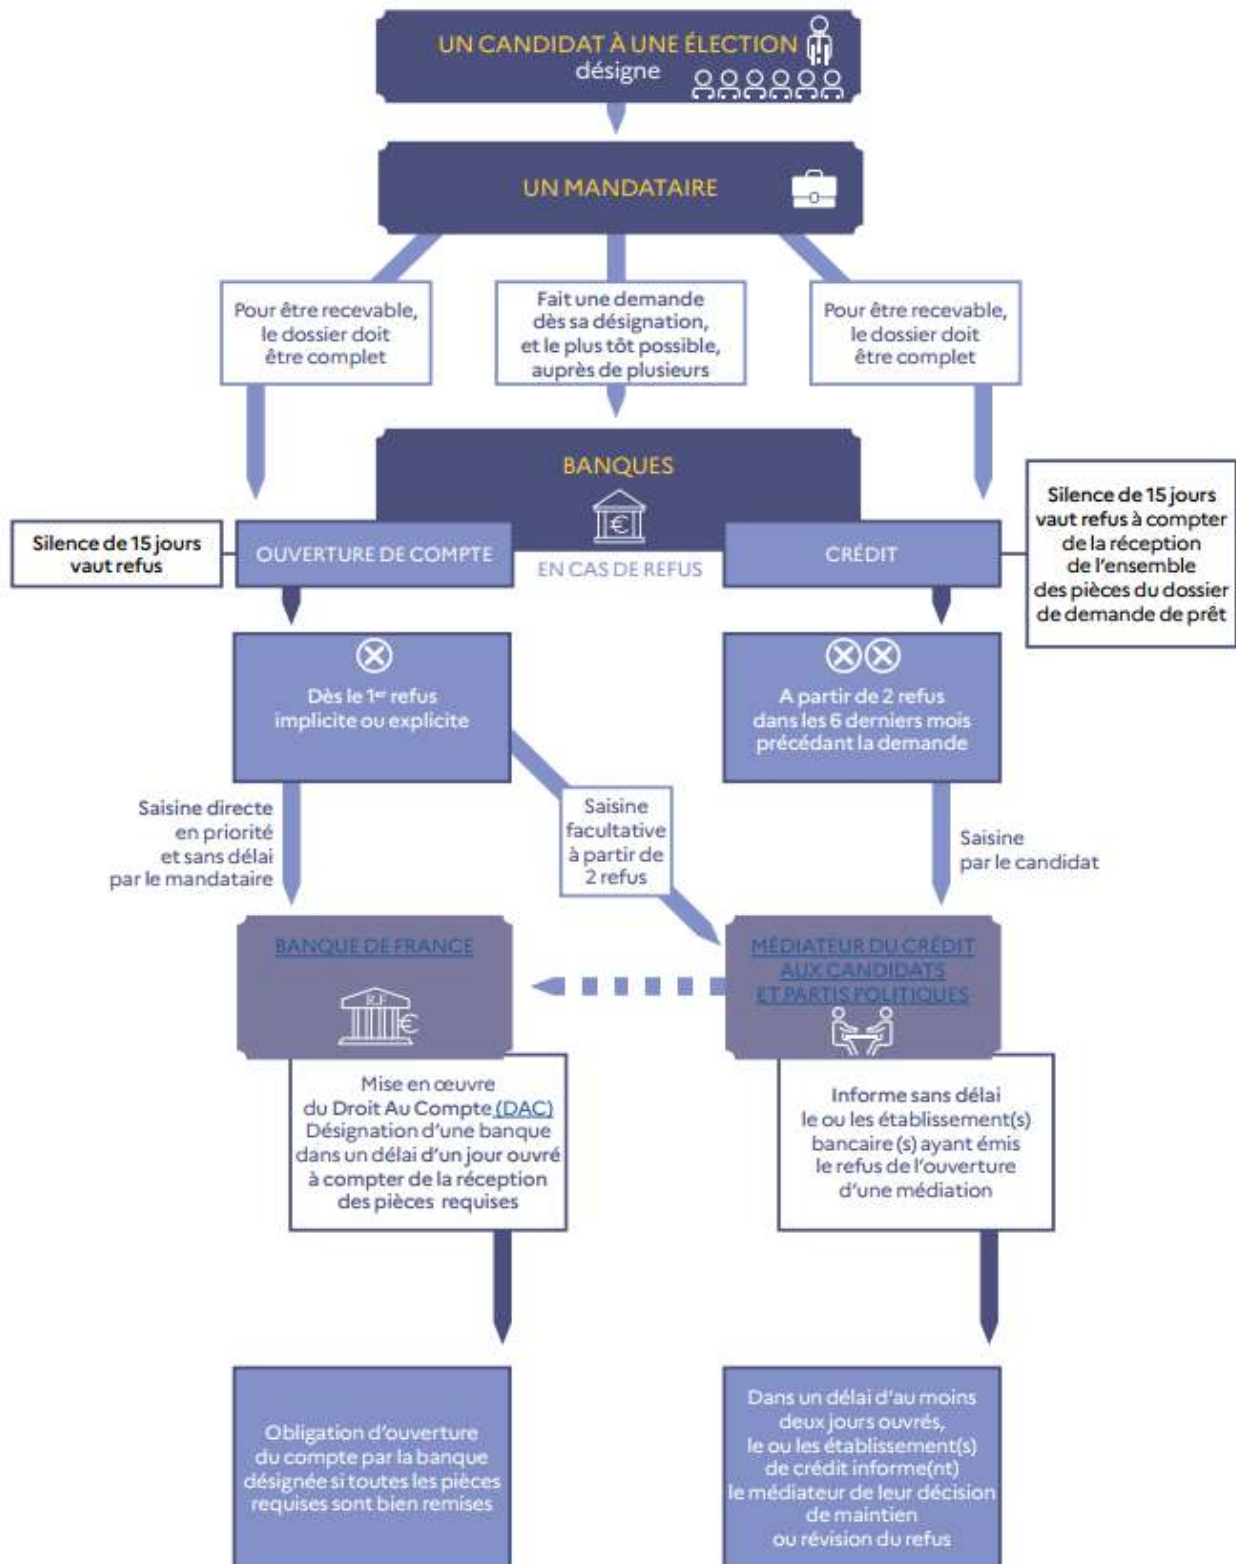 UN CANDIDAT À UNE ÉLECTION
désigne
UN MANDATAIRE
Pour être recevable,
le dossier doit
être complet
Fait une demande
dès sa désignation,
et le plus tôt possible,
auprès de plusieurs
Pour être recevable,
le dossier doit
être complet
BANQUES
€
Silence de 15 jours
vaut refus
OUVERTURE DE COMPTE
EN CAS DE REFUS
CRÉDIT
Silence de 15 jours
vaut refus à compter
de la réception
de l'ensemble
des pièces du dossier
de demande de prêt
Dès le 1er refus
implicite ou explicite
A partir de 2 refus
dans les 6 derniers mois
précédant la demande
Saisine directe
en priorité
et sans délai
par le mandataire
Saisine
facultative
à partir de
2 refus
Saisine
par le candidat
BANQUE DE FRANCE
R.F
€
MÉDIATEUR DU CRÉDIT
AUX CANDIDATS
ET PARTIS POLITIQUES
Mise en œuvre
du Droit Au Compte (DAC)
Désignation d'une banque
dans un délai d'un jour ouvré
à compter de la réception
des pièces requises
Informe sans délai
le ou les établissement(s)
bancaire (s) ayant émis
le refus de l'ouverture
d'une médiation
Obligation d'ouverture
du compte par la banque
désignée si toutes les pièces
requises sont bien remises
Dans un délai d'au moins
deux jours ouvrés,
le ou les établissement(s)
de crédit informe(nt)
le médiateur de leur décision
de maintien
ou révision du refus